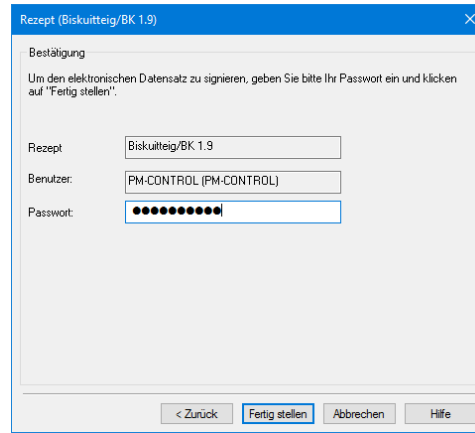 Rezept (Biskuitteig/BK 1.9)
Bestätigung
Um den elektronischen Datensatz zu signieren, geben Sie bitte Ihr Passwort ein und klicken
auf "Fertig stellen".
Rezept Biskuitteig/BK 1.9
Benutzer: PM-CONTROL (PM-CONTROL)
Passwort: ●●●●●●●●●●
< Zurück Fertig stellen Abbrechen Hilfe